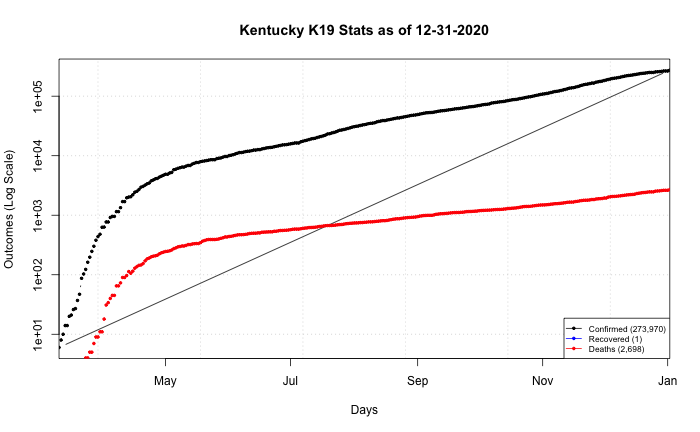 Kentucky K19 Stats as of 12-31-2020
Outcomes (Log Scale)
1e+05
1e+04
1e+03
1e+02
1e+01
Confirmed (273,970)
Recovered (1)
Deaths (2,698)
May Jul Sep Nov Jan
Days